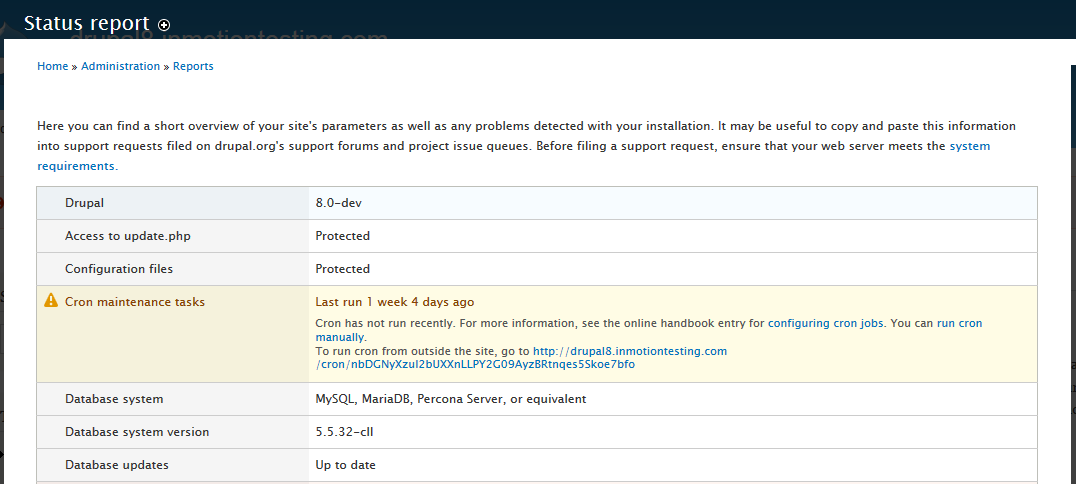 Status report
drupal8.inmotiontesting.com
Home » Administration » Reports
Here you can find a short overview of your site's parameters as well as any problems detected with your installation. It may be useful to copy and paste this information
into support requests filed on drupal.org's support forums and project issue queues. Before filing a support request, ensure that your web server meets the system
requirements.
Drupal 8.0-dev
Access to update.php Protected
Configuration files Protected
Cron maintenance tasks Last run 1 week 4 days ago
Cron has not run recently. For more information, see the online handbook entry for configuring cron jobs. You can run cron
manually.
To run cron from outside the site, go to http://drupal8.inmotiontesting.com
/cron/nbDGNyXzuI2bUXXnLLPY2G09AyzBRtnqes5Skoe7bfo
Database system MySQL, MariaDB, Percona Server, or equivalent
Database system version 5.5.32-cll
Database updates Up to date